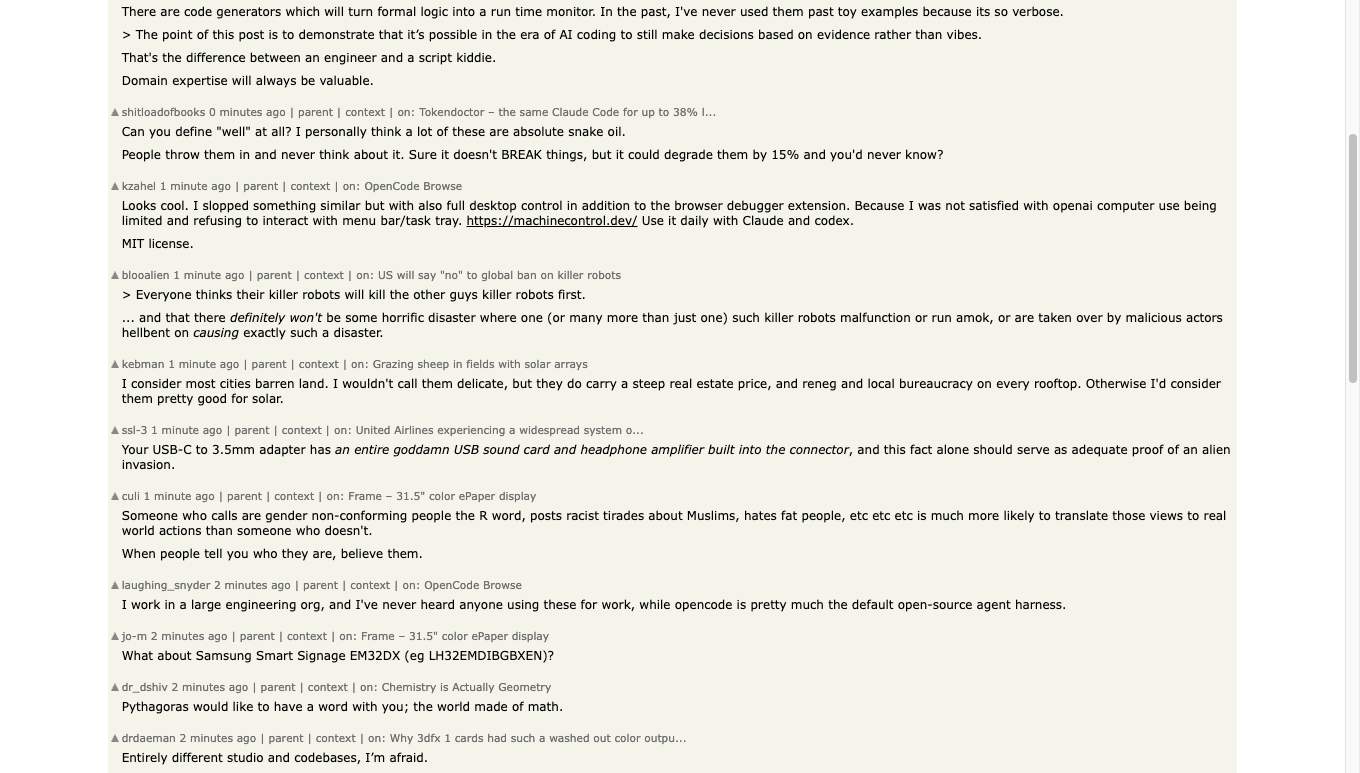 There are code generators which will turn formal logic into a run time monitor. In the past, I've never used them past toy examples because its so verbose.
> The point of this post is to demonstrate that it’s possible in the era of AI coding to still make decisions based on evidence rather than vibes.
That's the difference between an engineer and a script kiddie.
Domain expertise will always be valuable.
▲ shitloadofbooks 0 minutes ago | parent | context | on: Tokendoctor – the same Claude Code for up to 38% l...
Can you define "well" at all? I personally think a lot of these are absolute snake oil.
People throw them in and never think about it. Sure it doesn't BREAK things, but it could degrade them by 15% and you'd never know?
▲ kzahel 1 minute ago | parent | context | on: OpenCode Browse
Looks cool. I slopped something similar but with also full desktop control in addition to the browser debugger extension. Because I was not satisfied with openai computer use being
limited and refusing to interact with menu bar/task tray. https://machinecontrol.dev/ Use it daily with Claude and codex.
MIT license.
▲ blooalien 1 minute ago | parent | context | on: US will say "no" to global ban on killer robots
> Everyone thinks their killer robots will kill the other guys killer robots first.
... and that there definitely won't be some horrific disaster where one (or many more than just one) such killer robots malfunction or run amok, or are taken over by malicious actors
hellbent on causing exactly such a disaster.
▲ kebman 1 minute ago | parent | context | on: Grazing sheep in fields with solar arrays
I consider most cities barren land. I wouldn't call them delicate, but they do carry a steep real estate price, and reneg and local bureaucracy on every rooftop. Otherwise I'd consider
them pretty good for solar.
▲ ssl-3 1 minute ago | parent | context | on: United Airlines experiencing a widespread system o...
Your USB-C to 3.5mm adapter has an entire goddamn USB sound card and headphone amplifier built into the connector, and this fact alone should serve as adequate proof of an alien
invasion.
▲ culi 1 minute ago | parent | context | on: Frame – 31.5" color ePaper display
Someone who calls are gender non-conforming people the R word, posts racist tirades about Muslims, hates fat people, etc etc etc is much more likely to translate those views to real
world actions than someone who doesn't.
When people tell you who they are, believe them.
▲ laughing_snyder 2 minutes ago | parent | context | on: OpenCode Browse
I work in a large engineering org, and I've never heard anyone using these for work, while opencode is pretty much the default open-source agent harness.
▲ jo-m 2 minutes ago | parent | context | on: Frame – 31.5" color ePaper display
What about Samsung Smart Signage EM32DX (eg LH32EMDIBGBXEN)?
▲ dr_dshiv 2 minutes ago | parent | context | on: Chemistry is Actually Geometry
Pythagoras would like to have a word with you; the world made of math.
▲ drdaeman 2 minutes ago | parent | context | on: Why 3dfx 1 cards had such a washed out color outpu...
Entirely different studio and codebases, I’m afraid.